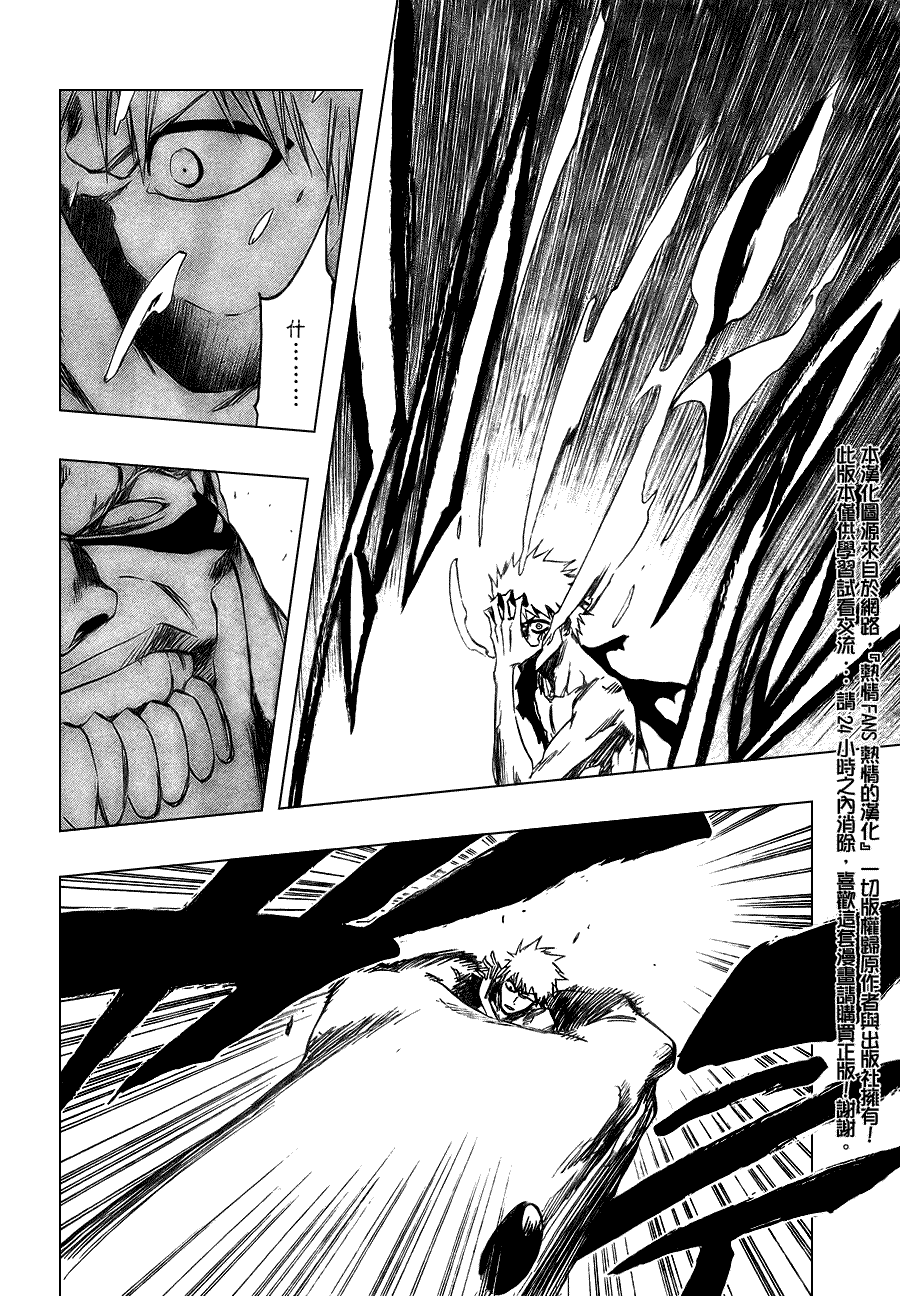 什………
本漢化圖源來自於網路，『熱情FANS熱情的漢化』一切版權歸原作者與出版社擁有！
此版本僅供學習試看交流…請24小時之內消除，喜歡這套漫畫請購買正版！謝謝。